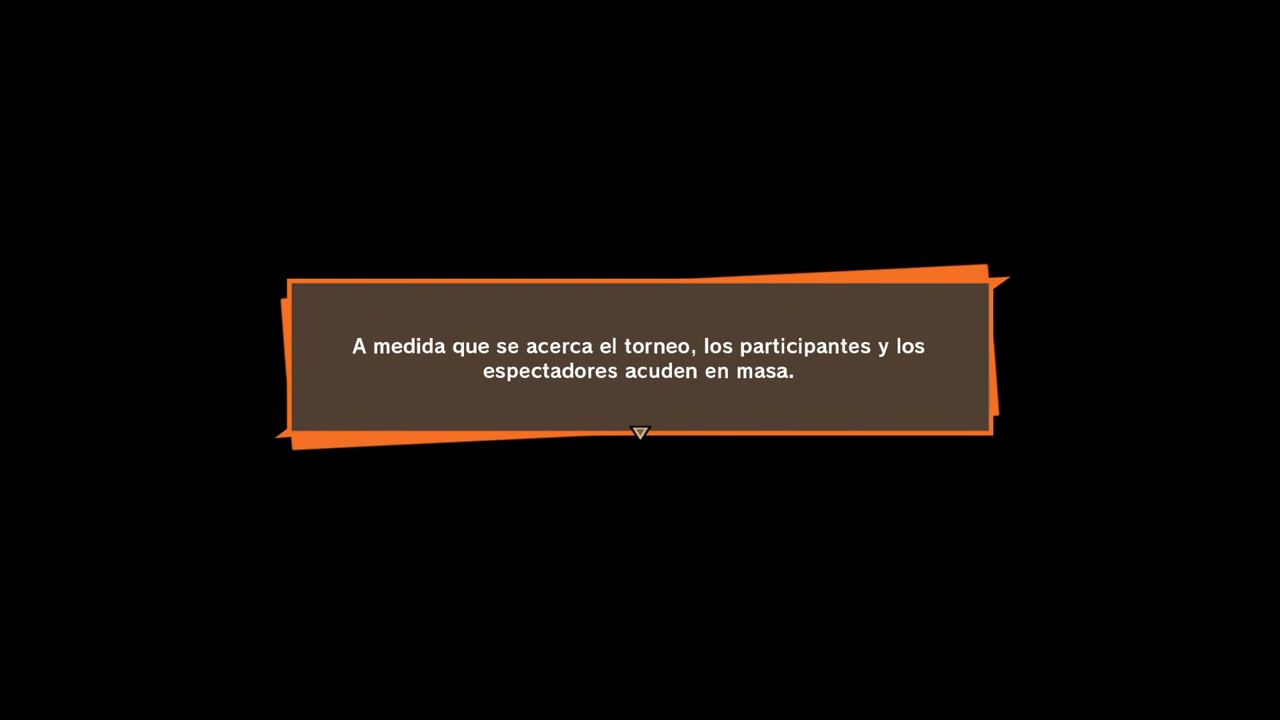 A medida que se acerca el torneo, los participantes y los
espectadores acuden en masa.